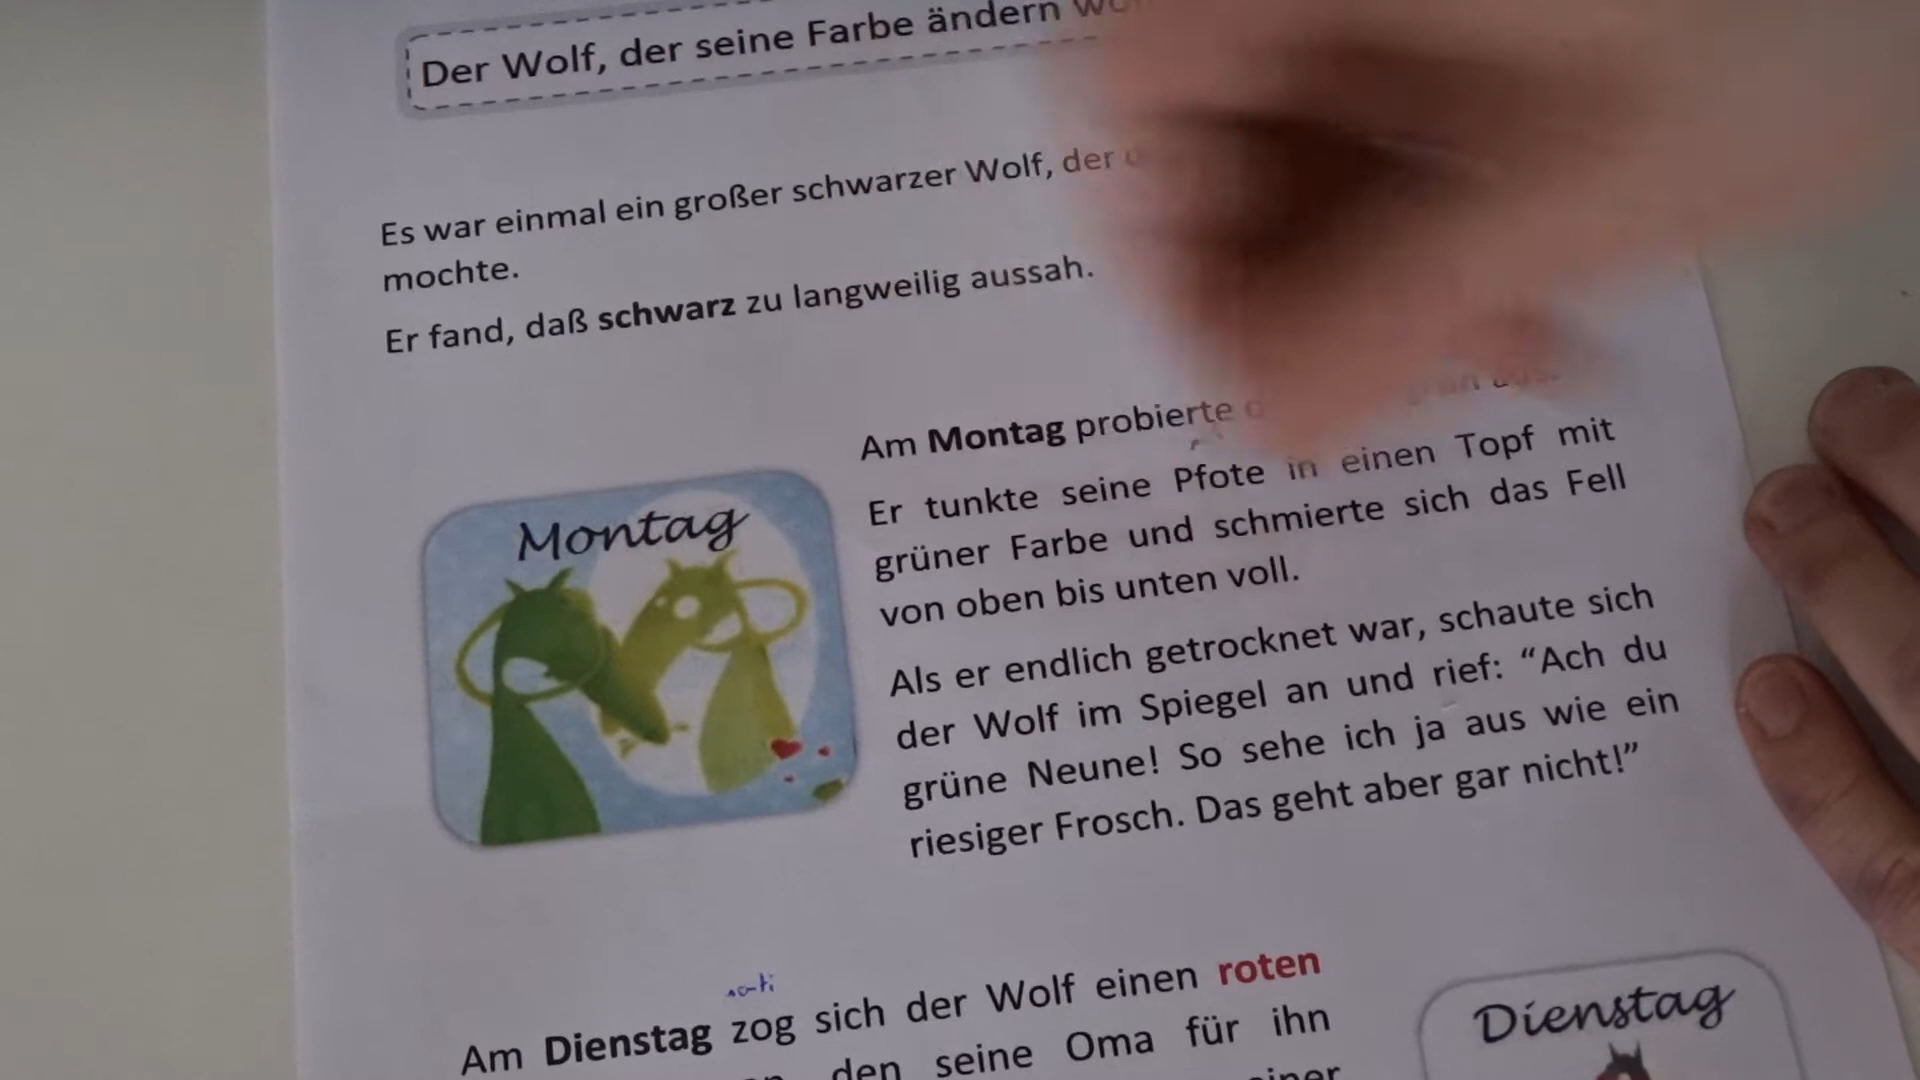 Der Wolf, der seine Farbe ändern
Es war einmal ein großer schwarzer Wolf, der
mochte.
Er fand, daß schwarz zu langweilig aussah.
Am Montag probierte
Er tunkte seine Pfote in einen Topf mit
grüner Farbe und schmierte sich das Fell
von oben bis unten voll.
Montag
Als er endlich getrocknet war, schaute sich
der Wolf im Spiegel an und rief: “Ach du
grüne Neune! So sehe ich ja aus wie ein
riesiger Frosch. Das geht aber gar nicht!”
Am Dienstag zog sich der Wolf einen roten
den seine Oma für ihn
einer
Dienstag